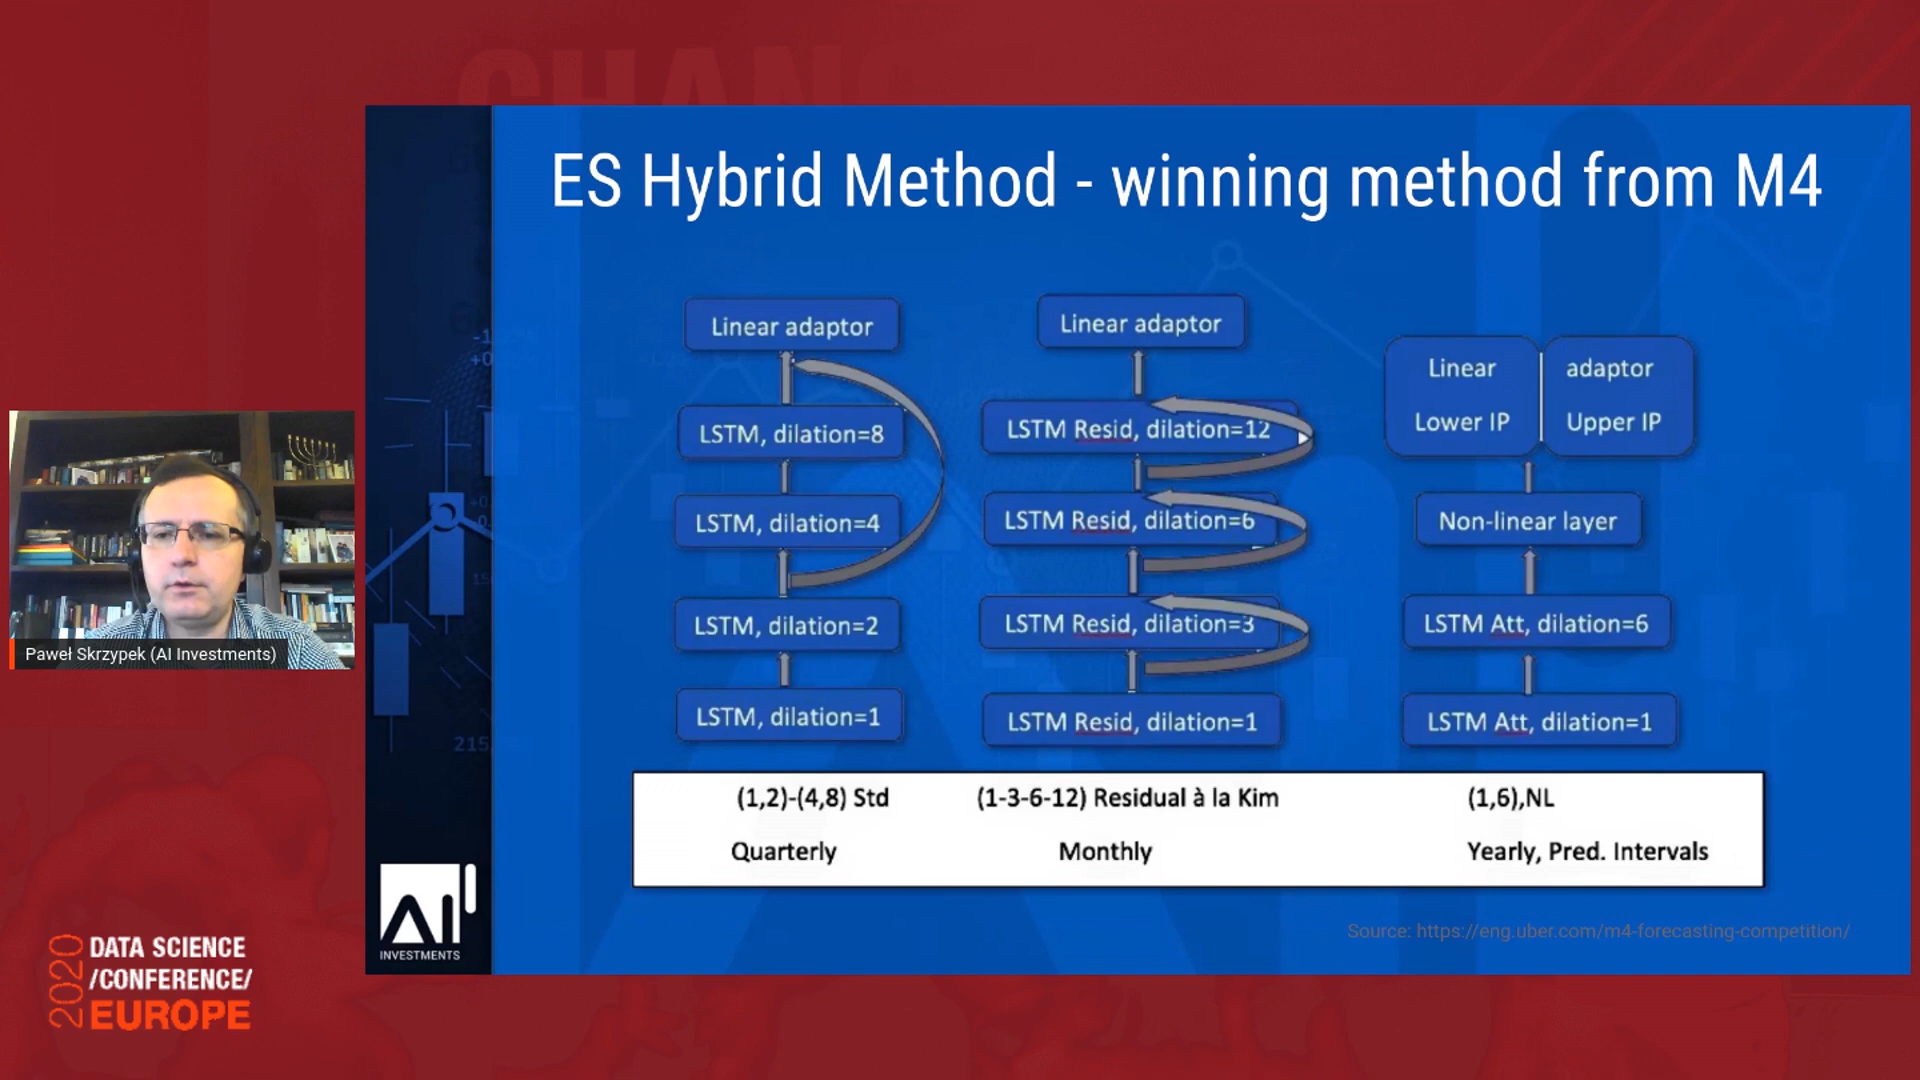 CHANG
ES Hybrid Method - winning method from M4
Linear adaptor
LSTM, dilation=8
LSTM, dilation=4
LSTM, dilation=2
LSTM, dilation=1
Linear adaptor
LSTM Resid, dilation=12
LSTM Resid, dilation=6
LSTM Resid, dilation=3
LSTM Resid, dilation=1
Linear adaptor
Lower IP Upper IP
Non-linear layer
LSTM Att, dilation=6
LSTM Att, dilation=1
(1,2)-(4,8) Std (1-3-6-12) Residual à la Kim (1,6),NL
Quarterly Monthly Yearly, Pred. Intervals
Source: https://eng.uber.com/m4-forecasting-competition/
215
AI
INVESTMENTS
Paweł Skrzypek (AI Investments)
2020
DATA SCIENCE
/CONFERENCE/
EUROPE